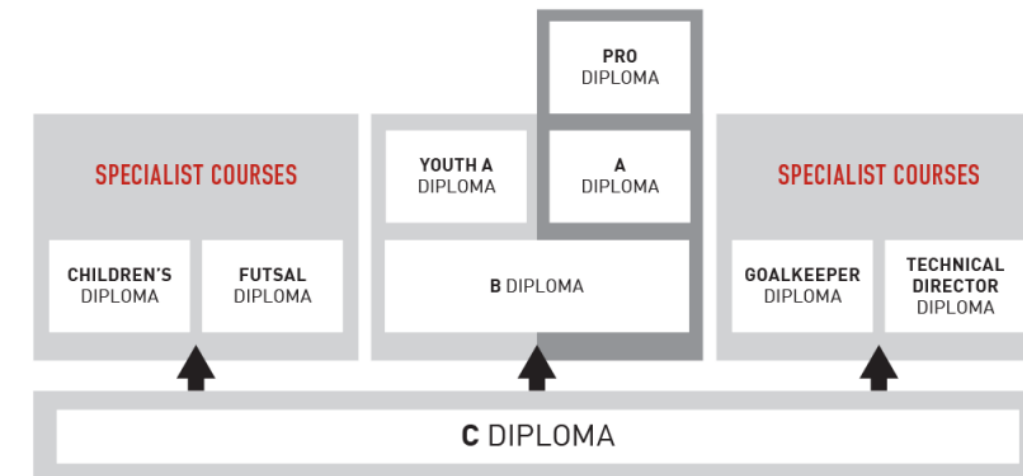 PRO
DIPLOMA
SPECIALIST COURSES
YOUTH A
DIPLOMA
A
DIPLOMA
SPECIALIST COURSES
CHILDREN'S
DIPLOMA
FUTSAL
DIPLOMA
B DIPLOMA
GOALKEEPER
DIPLOMA
TECHNICAL
DIRECTOR
DIPLOMA
C DIPLOMA